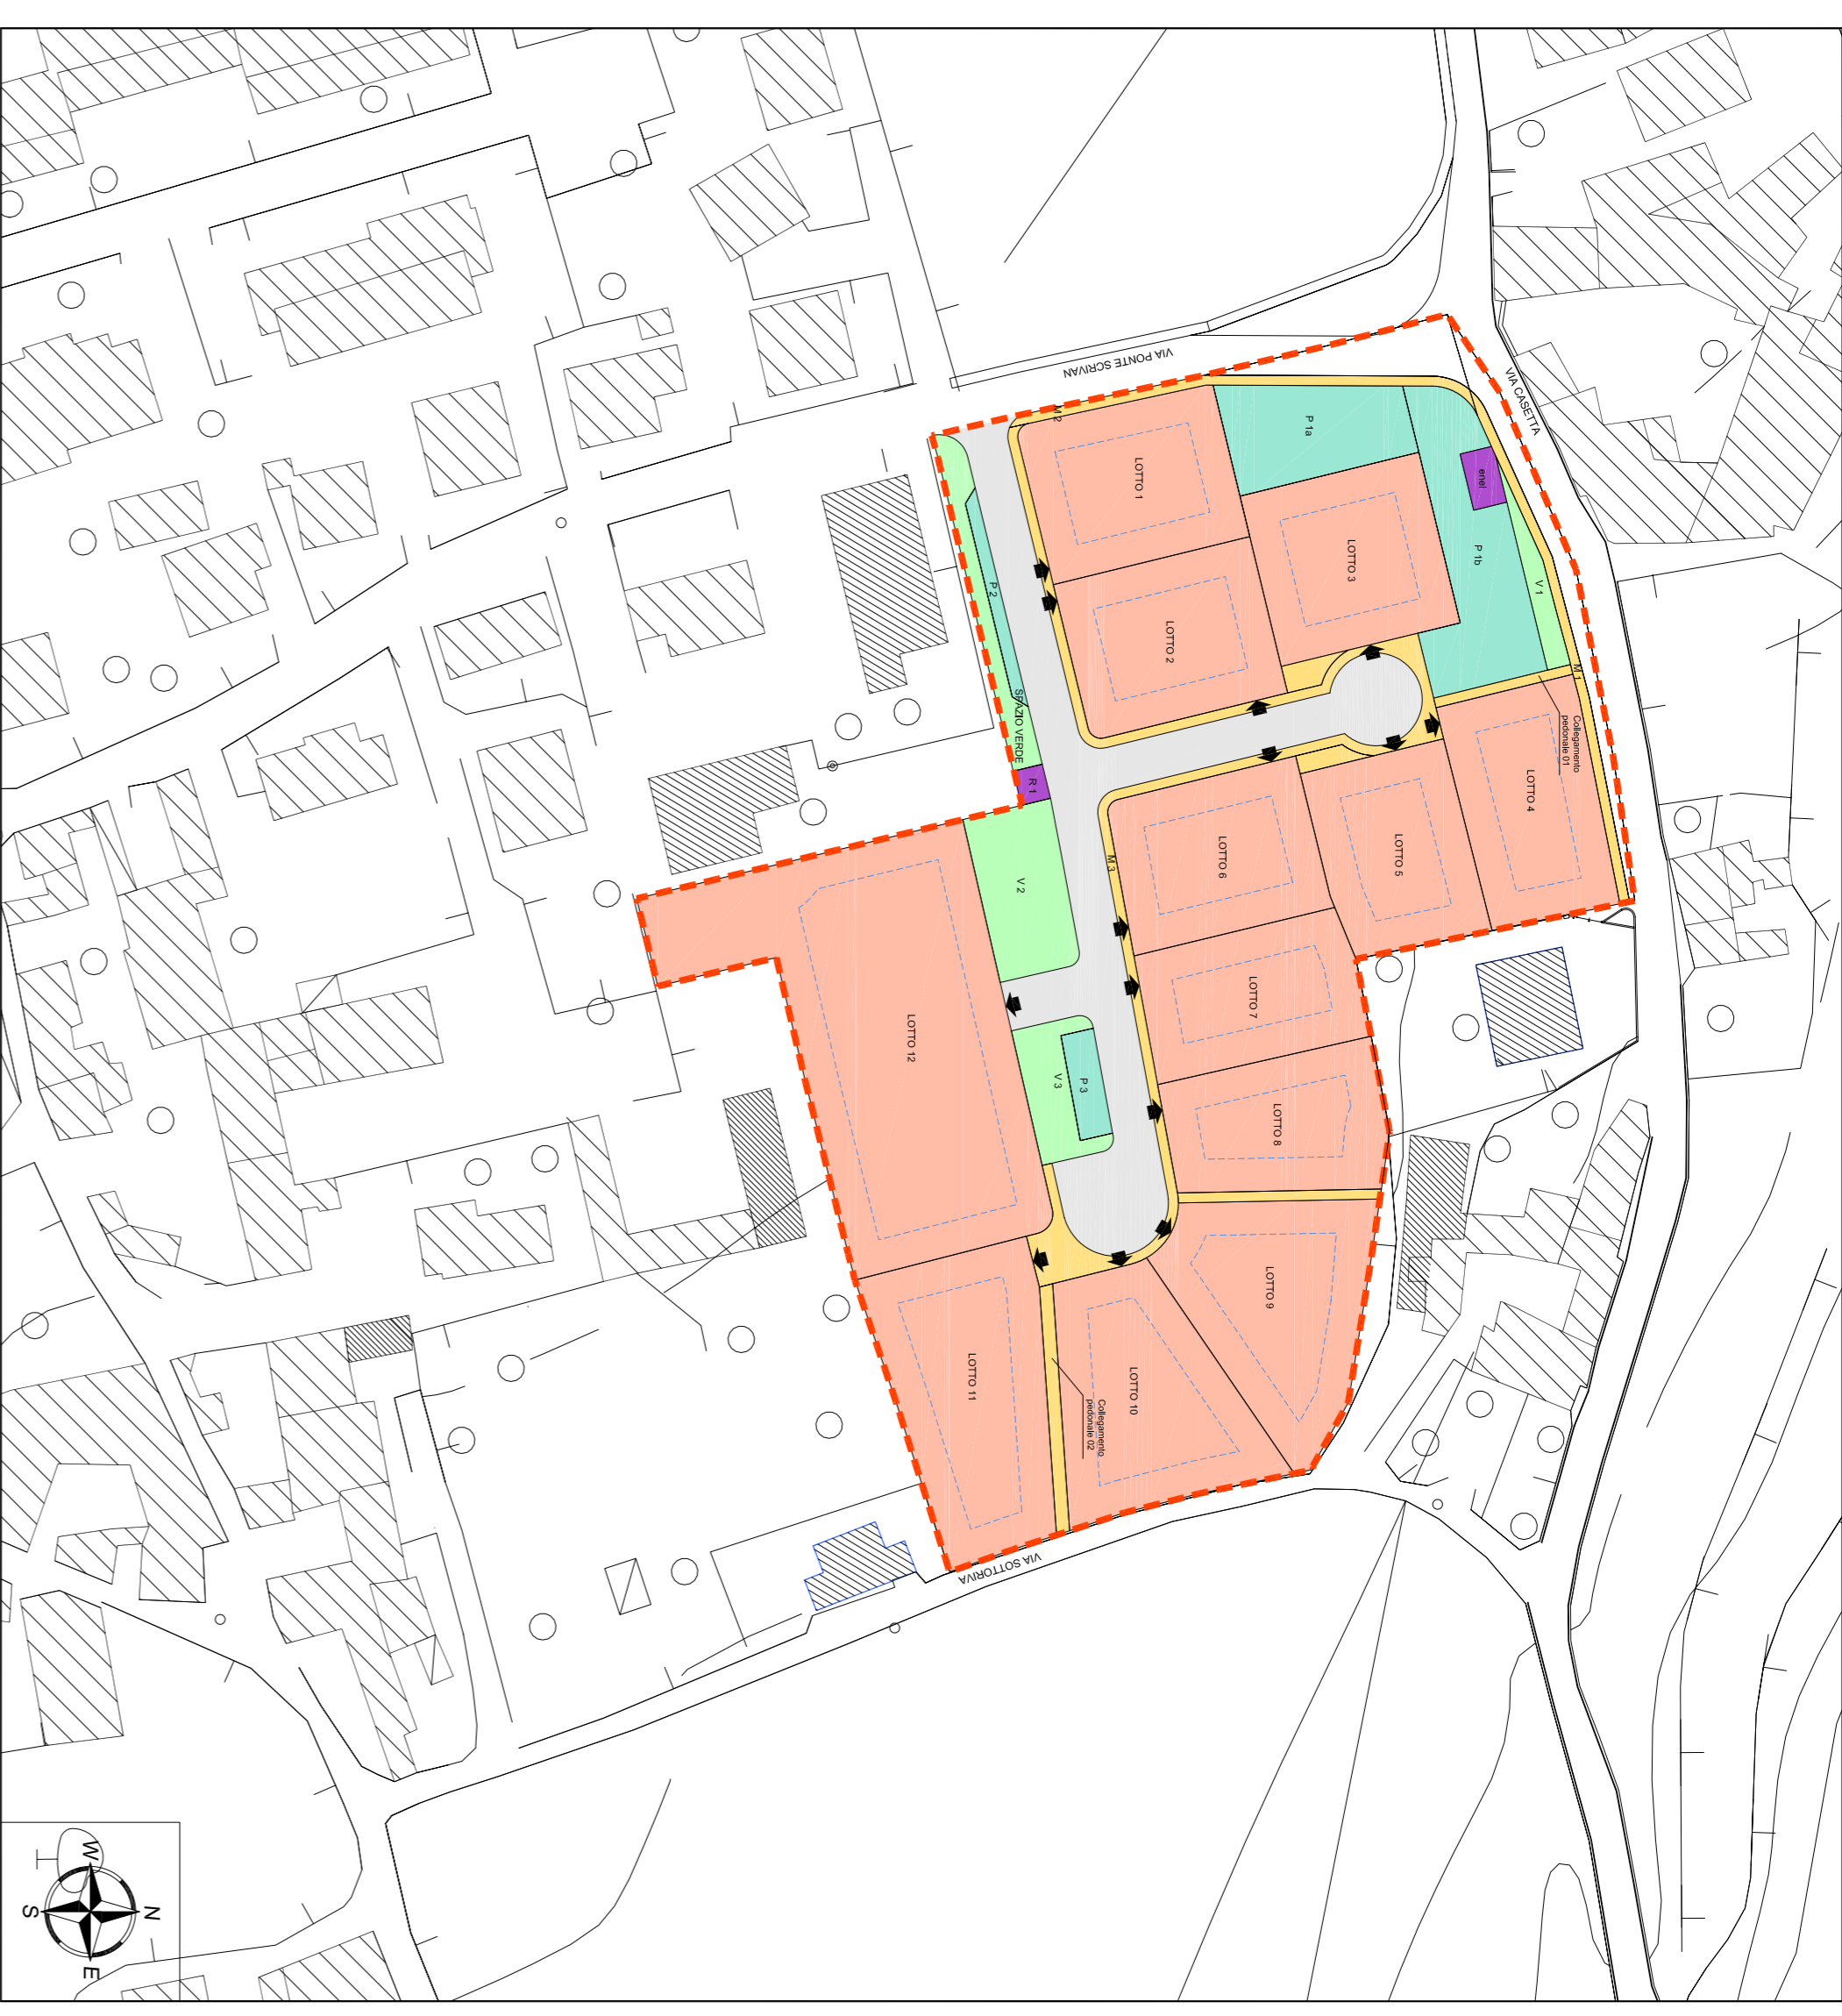 VIA PONTE SCRIVAN
VIA CASETTA
M 2
LOTTO 1
P 1a
enel
P 1b
V 1
LOTTO 3
LOTTO 2
P 2
SPAZIO VERDE
R 1
M 1
Collegamento
pedonale 01
LOTTO 4
LOTTO 5
LOTTO 6
M 3
V 2
LOTTO 7
LOTTO 12
V 3
P 3
LOTTO 8
LOTTO 9
LOTTO 10
Collegamento
pedonale 02
LOTTO 11
VIA SOTTORIVA
N
W
E
S